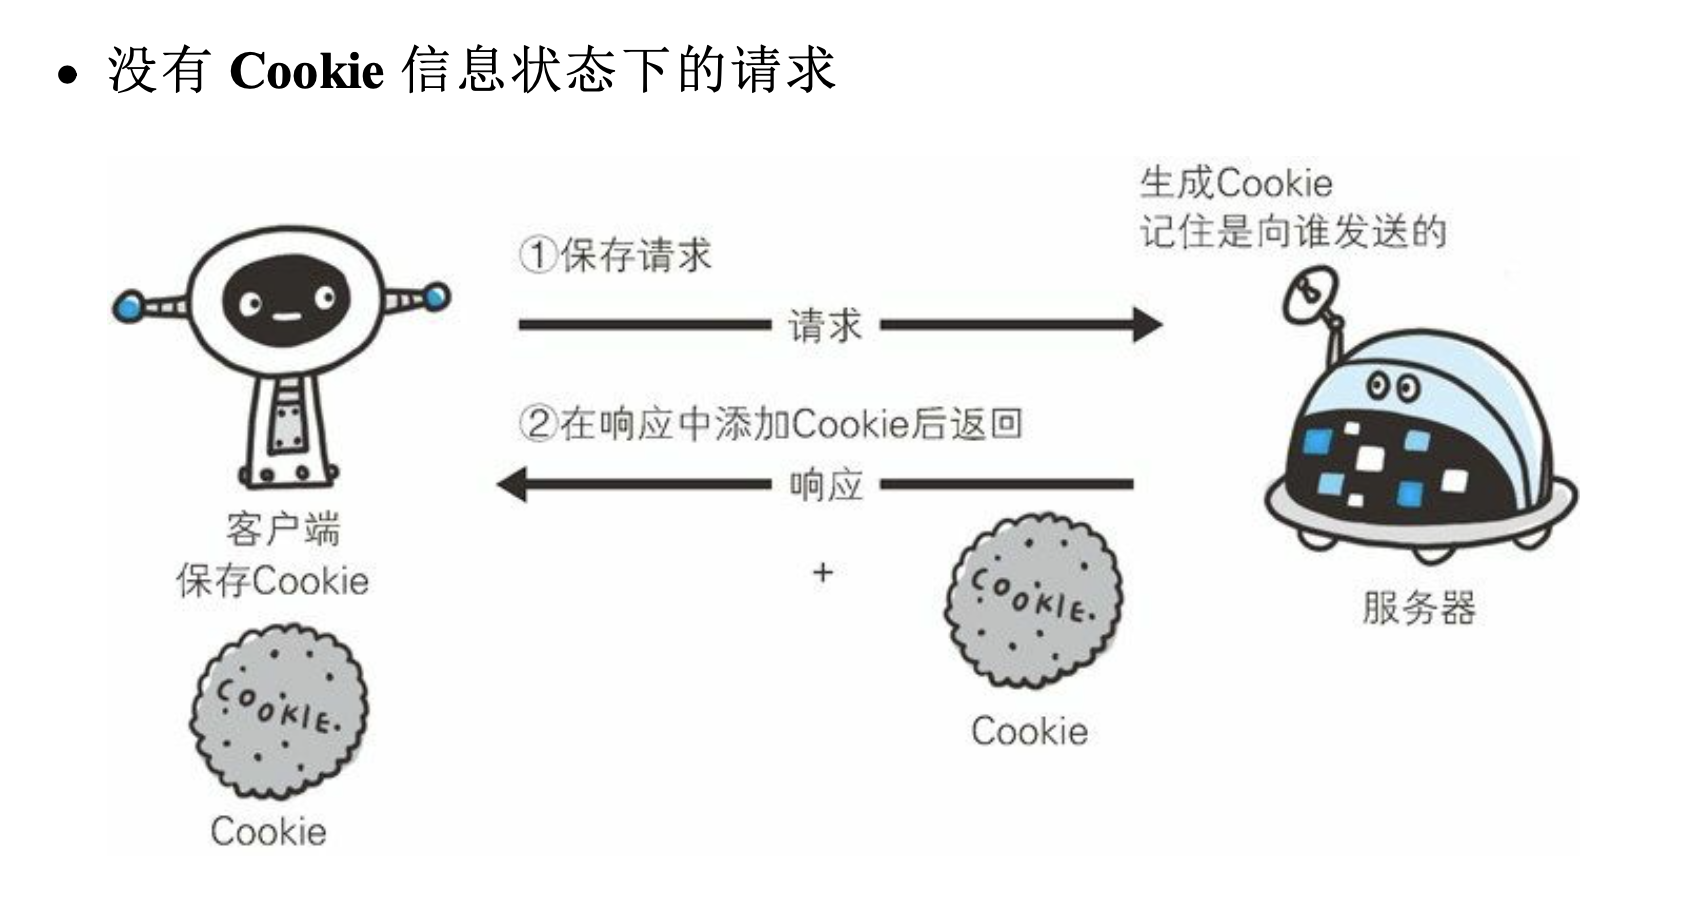 • 没有 Cookie 信息状态下的请求
生成Cookie
记住是向谁发送的
①保存请求
请求
②在响应中添加Cookie后返回
响应
客户端
保存Cookie
+
COOKIE.
Cookie
服务器
COOKIE.
Cookie